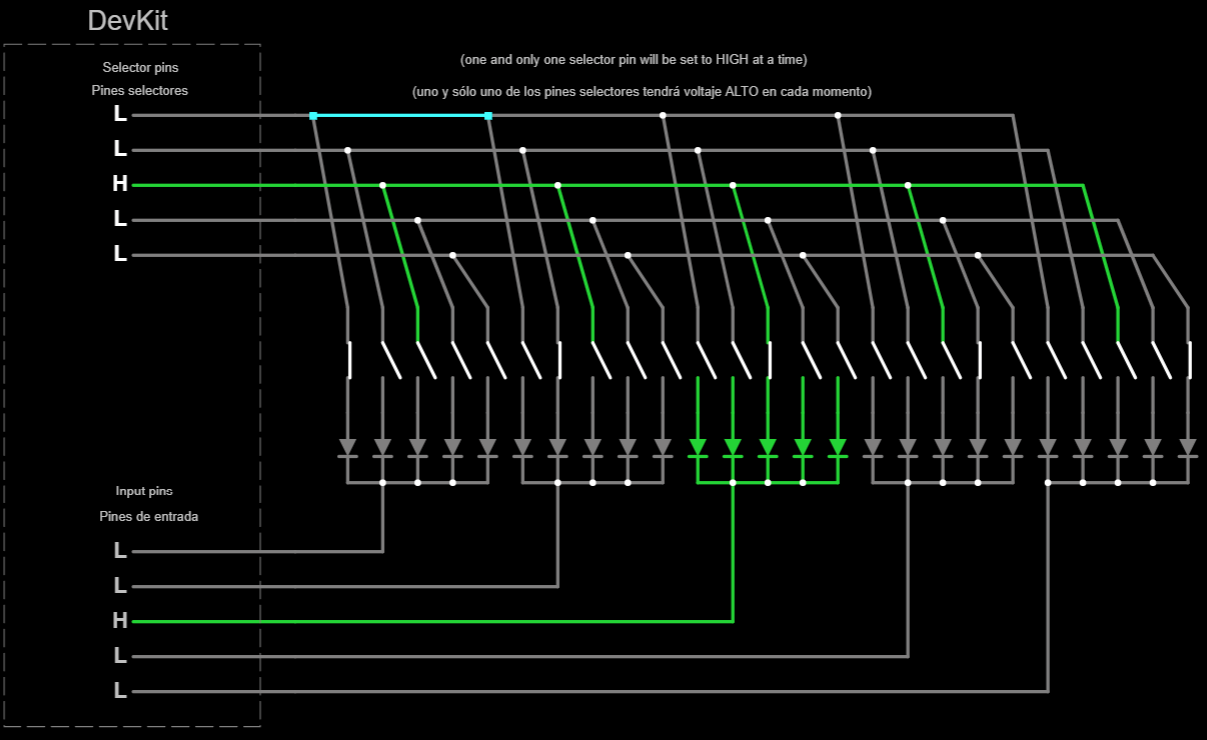 DevKit
(one and only one selector pin will be set to HIGH at a time)
Selector pins
Pines selectores
(uno y sólo uno de los pines selectores tendrá voltaje ALTO en cada momento)
L
L
H
L
L
Input pins
Pines de entrada
L
L
H
L
L